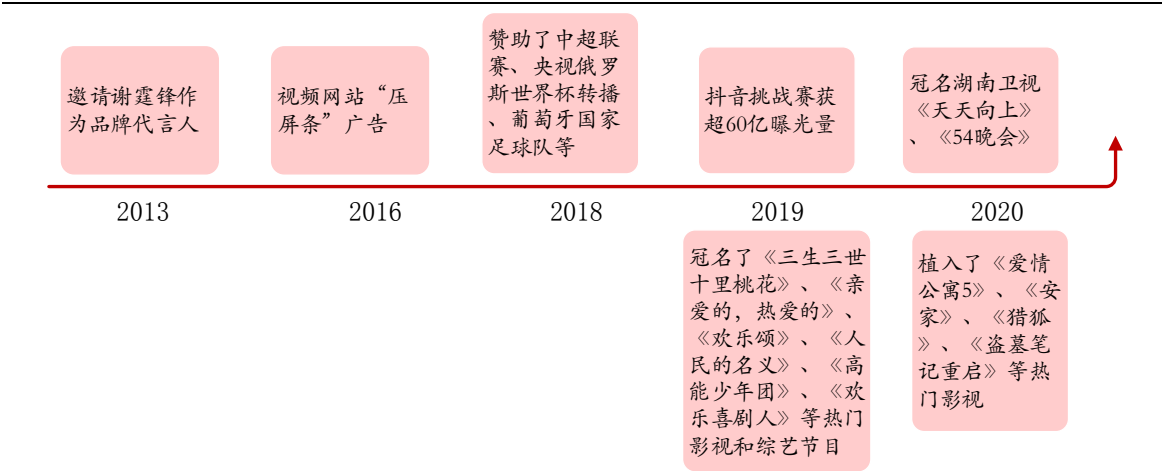 邀请谢霆锋作
为品牌代言人
视频网站“压
屏条”广告
赞助了中超联
赛、央视俄罗
斯世界杯转播
、葡萄牙国家
足球队等
抖音挑战赛获
超60亿曝光量
冠名湖南卫视
《天天向上》
、《54晚会》
2013
2016
2018
2019
2020
冠名了《三生三世
十里桃花》、《亲
爱的，热爱的》、
《欢乐颂》、《人
民的名义》、《高
能少年团》、《欢
乐喜剧人》等热门
影视和综艺节目
植入了《爱情
公寓5》、《安
家》、《猎狐
》、《盗墓笔
记重启》等热
门影视